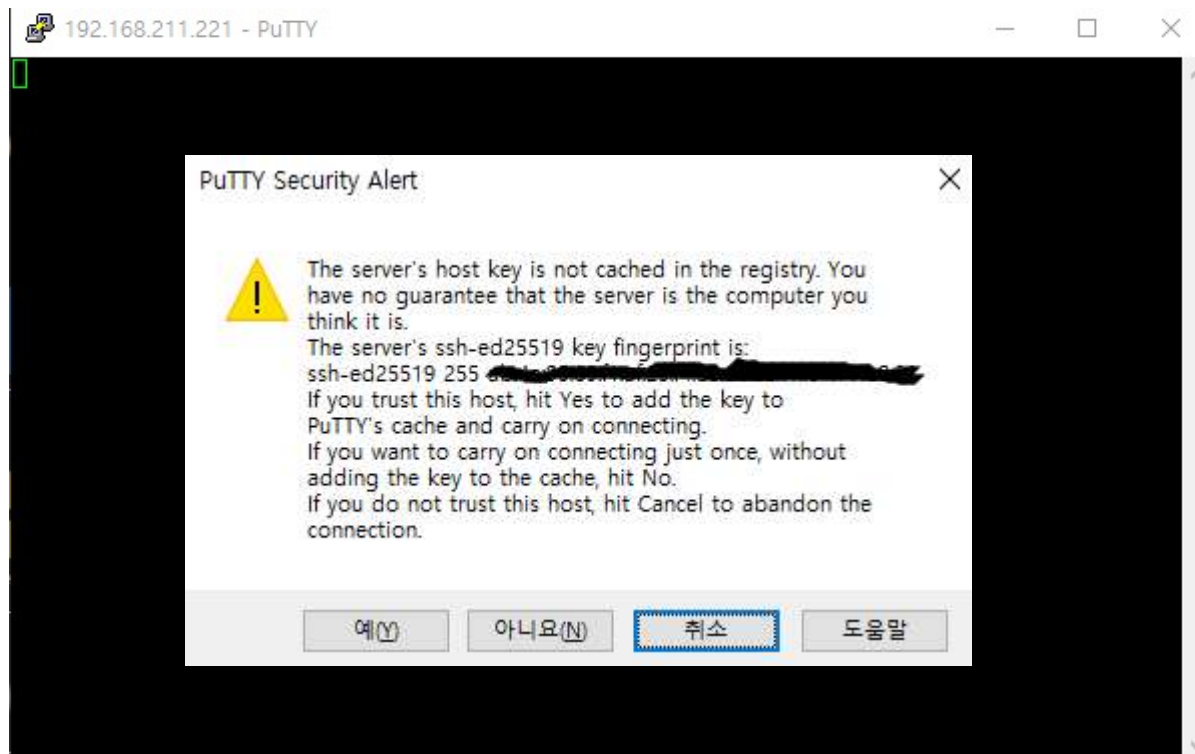 192.168.211.221 - PuTTY
PuTTY Security Alert
The server's host key is not cached in the registry. You
have no guarantee that the server is the computer you
think it is.
The server's ssh-ed25519 key fingerprint is:
ssh-ed25519 255
If you trust this host, hit Yes to add the key to
PuTTY's cache and carry on connecting.
If you want to carry on connecting just once, without
adding the key to the cache, hit No.
If you do not trust this host, hit Cancel to abandon the
connection.
예(Y) 아니요(N) 취소 도움말